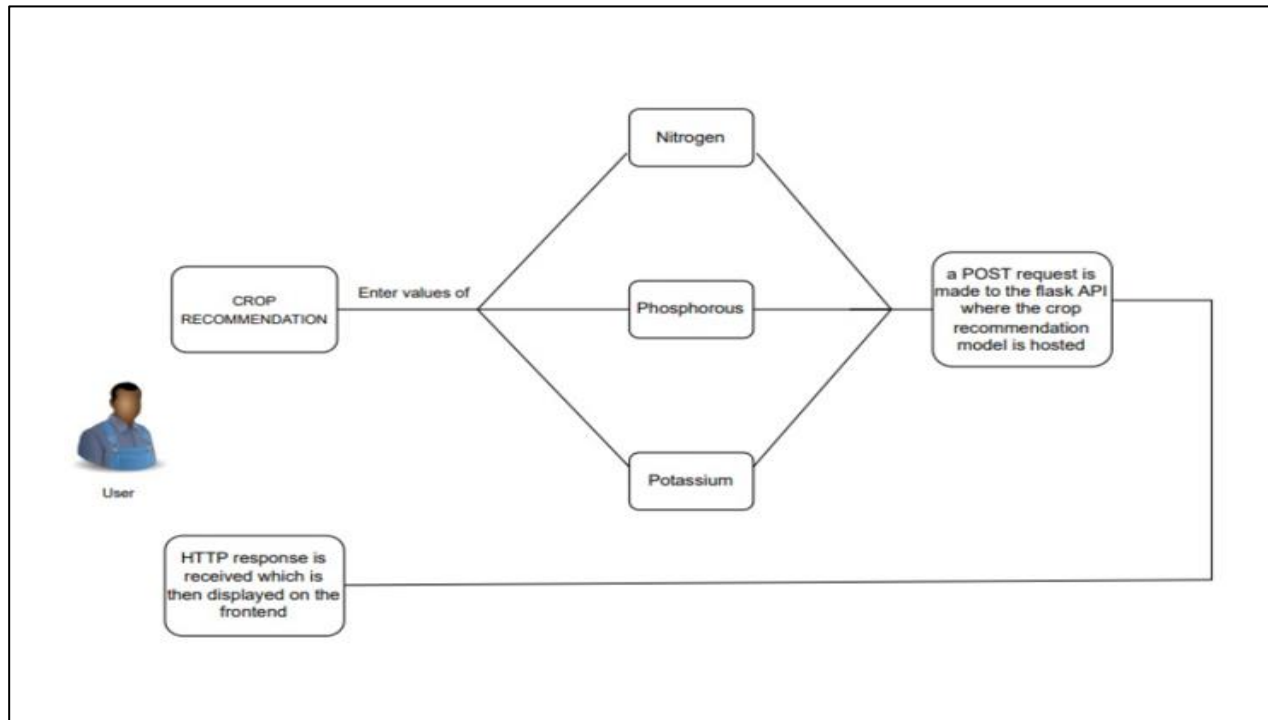 Nitrogen
CROP
RECOMMENDATION
Enter values of
Phosphorous
a POST request is
made to the flask API
where the crop
recommendation
model is hosted
Potassium
User
HTTP response is
received which is
then displayed on the
frontend